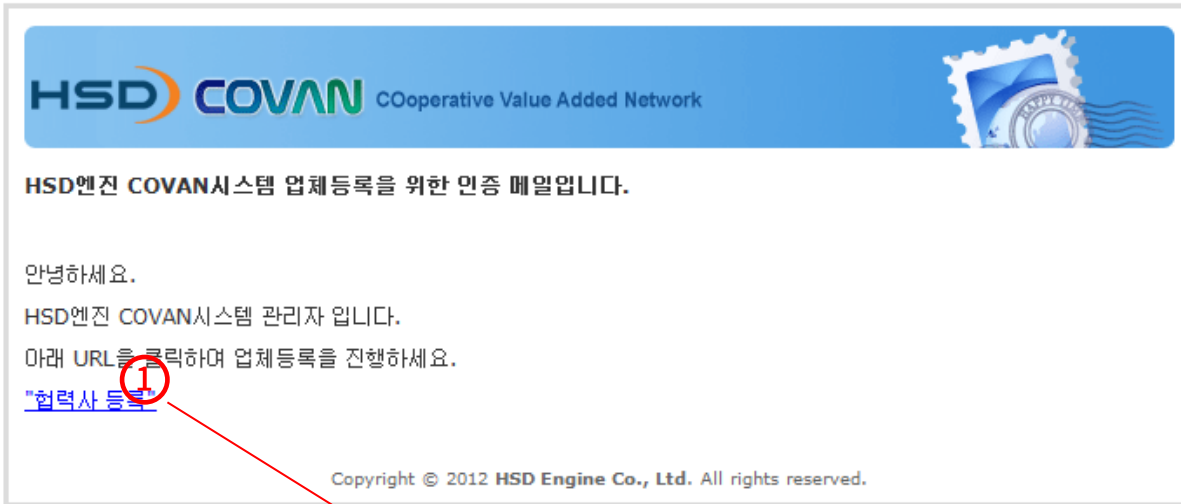 HSD COVAN COoperative Value Added Network
HAPPY TIME
HSD엔진 COVAN시스템 업체등록을 위한 인증 메일입니다.
안녕하세요.
HSD엔진 COVAN시스템 관리자 입니다.
아래 URL을 클릭하여 업체등록을 진행하세요.
①
"협력사 등록"
Copyright © 2012 HSD Engine Co., Ltd. All rights reserved.